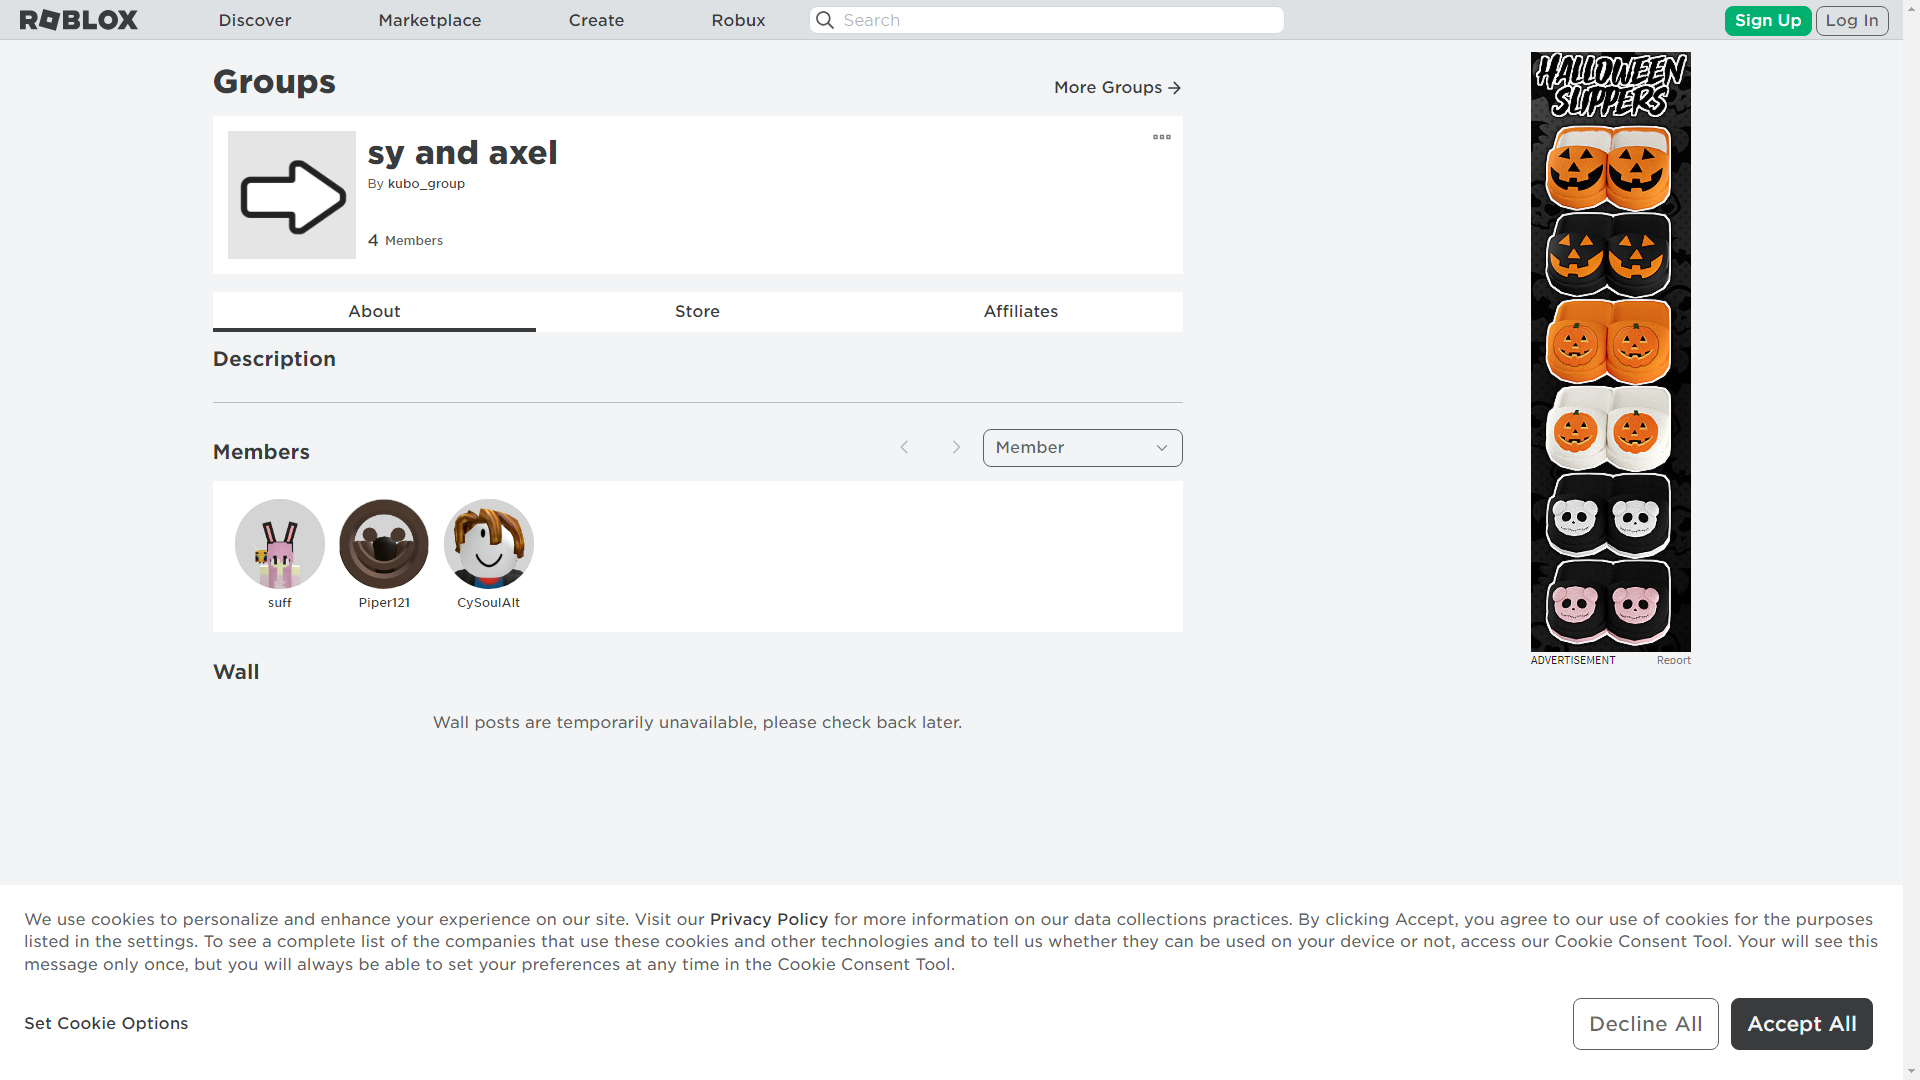 ROBLOX
Discover
Marketplace
Create
Robux
Search
Sign Up
Log In
Groups
More Groups
sy and axel
By kubo_group
4 Members
About
Store
Affiliates
Description
Members
Member
suff
Piper121
CySoulAlt
Wall
Wall posts are temporarily unavailable, please check back later.
HALLOWEEN
SLIPPERS
ADVERTISEMENT
Report
We use cookies to personalize and enhance your experience on our site. Visit our Privacy Policy for more information on our data collections practices. By clicking Accept, you agree to our use of cookies for the purposes
listed in the settings. To see a complete list of the companies that use these cookies and other technologies and to tell us whether they can be used on your device or not, access our Cookie Consent Tool. Your will see this
message only once, but you will always be able to set your preferences at any time in the Cookie Consent Tool.
Set Cookie Options
Decline All
Accept All